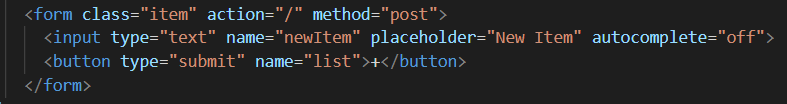 <form class="item" action="/" method="post">
<input type="text" name="newItem" placeholder="New Item" autocomplete="off">
<button type="submit" name="list">+</button>
</form>